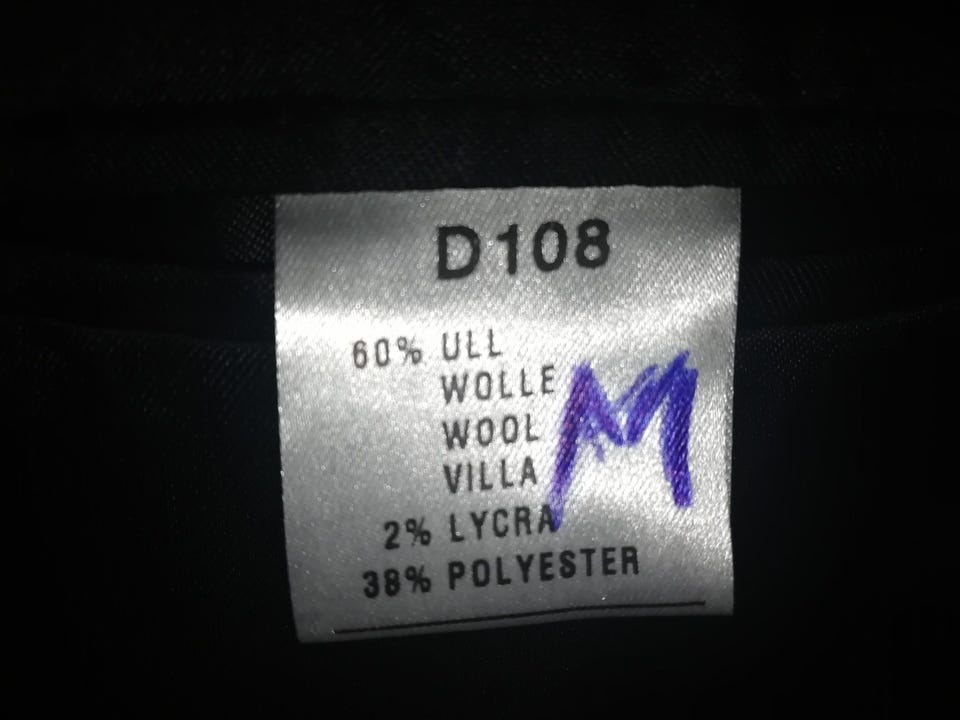 D108
60% ULL
WOLLE
WOOL
VILLA
M
2% LYCRA
38% POLYESTER